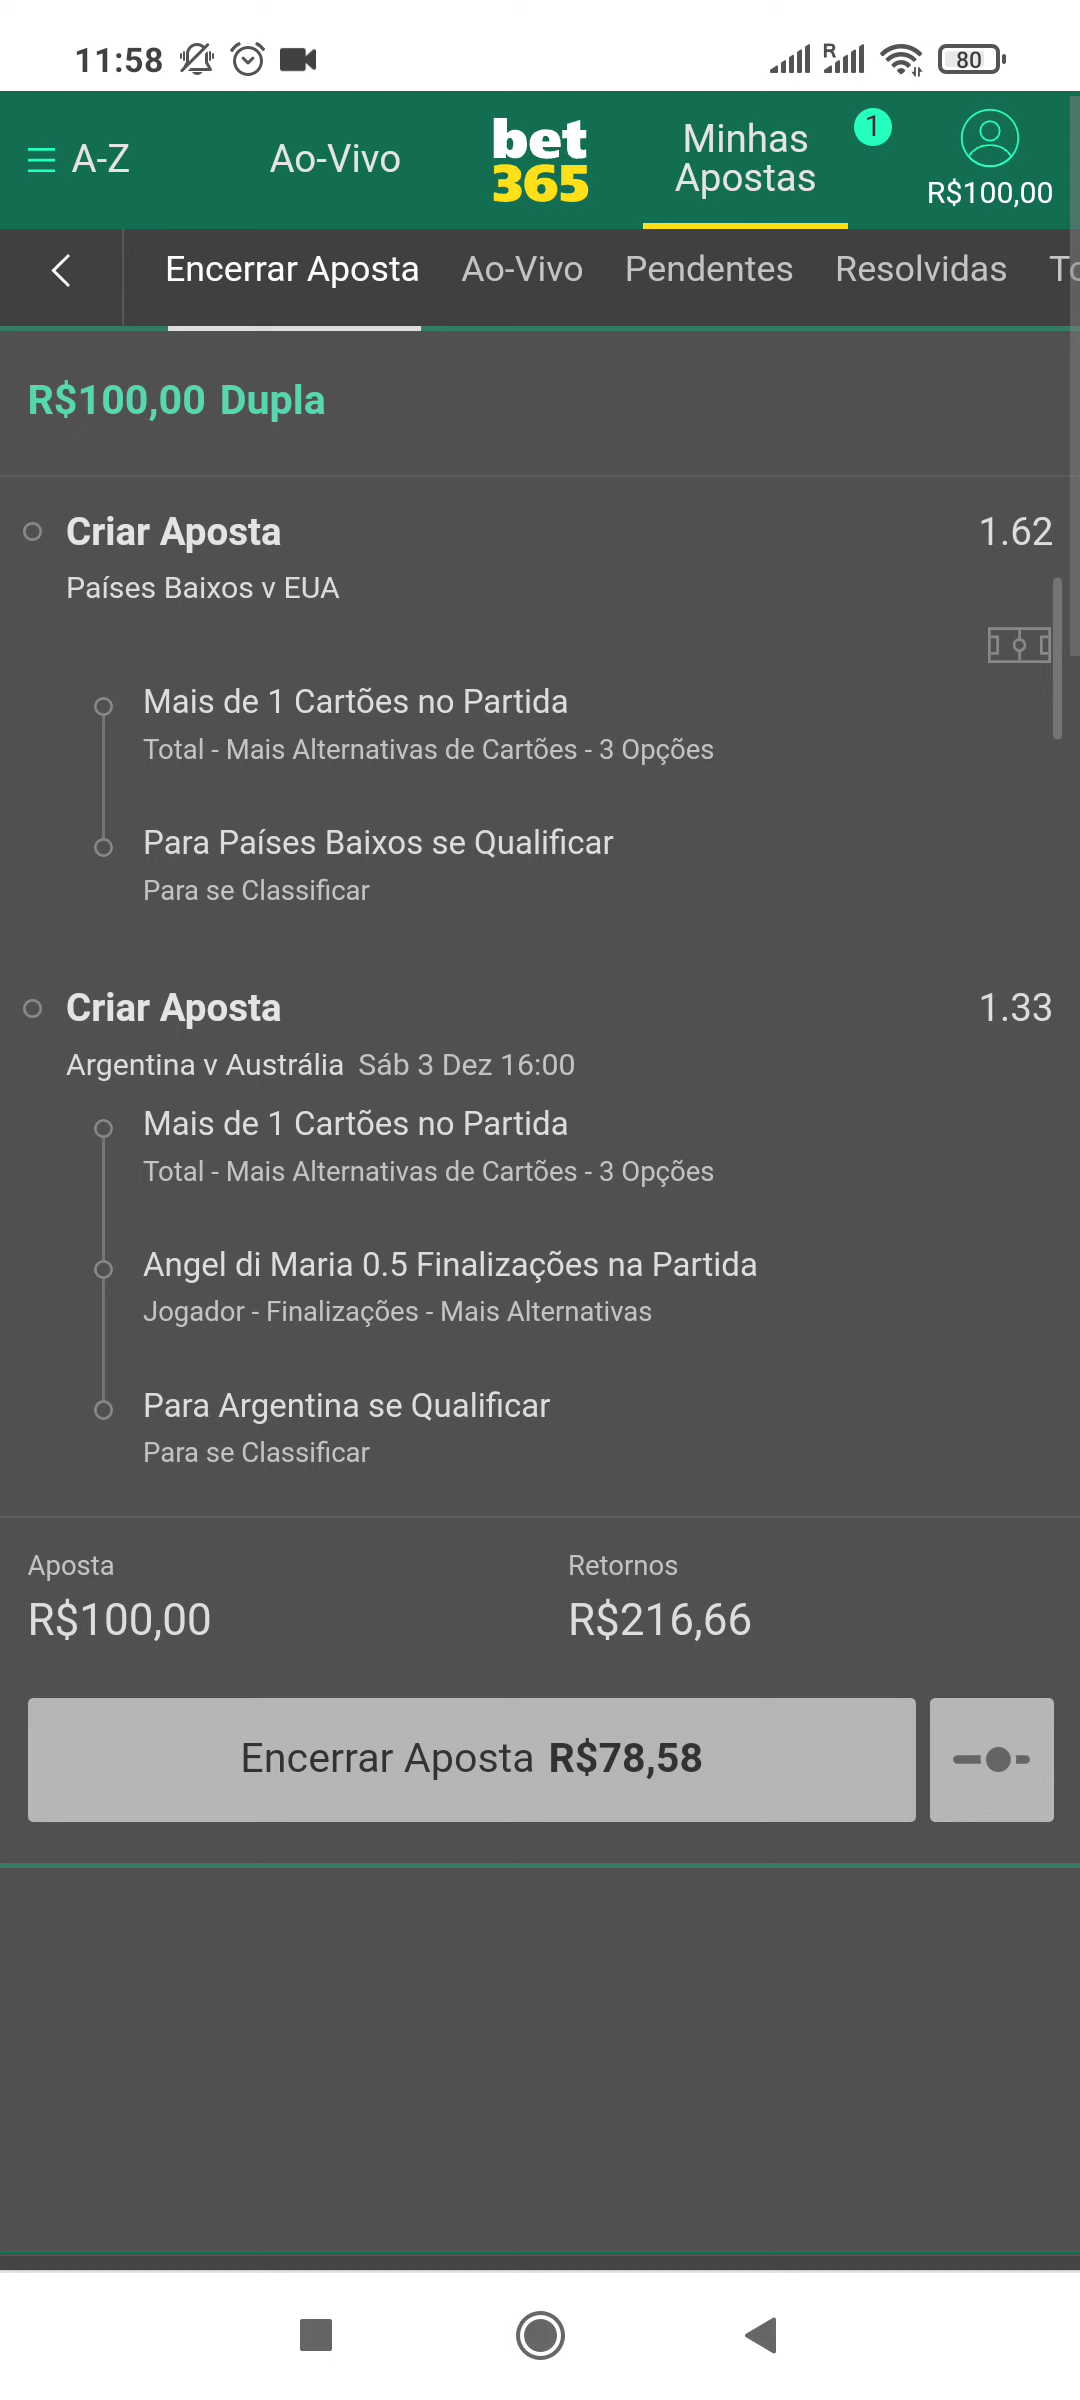 11:58
R
80
A-Z
Ao-Vivo
bet
365
Minhas
Apostas
1
R$100,00
Encerrar Aposta
Ao-Vivo
Pendentes
Resolvidas
R$100,00 Dupla
Criar Aposta 1.62
Países Baixos v EUA
Mais de 1 Cartões no Partida
Total - Mais Alternativas de Cartões - 3 Opções
Para Países Baixos se Qualificar
Para se Classificar
Criar Aposta 1.33
Argentina v Austrália Sáb 3 Dez 16:00
Mais de 1 Cartões no Partida
Total - Mais Alternativas de Cartões - 3 Opções
Angel di Maria 0.5 Finalizações na Partida
Jogador - Finalizações - Mais Alternativas
Para Argentina se Qualificar
Para se Classificar
Aposta
R$100,00
Retornos
R$216,66
Encerrar Aposta R$78,58